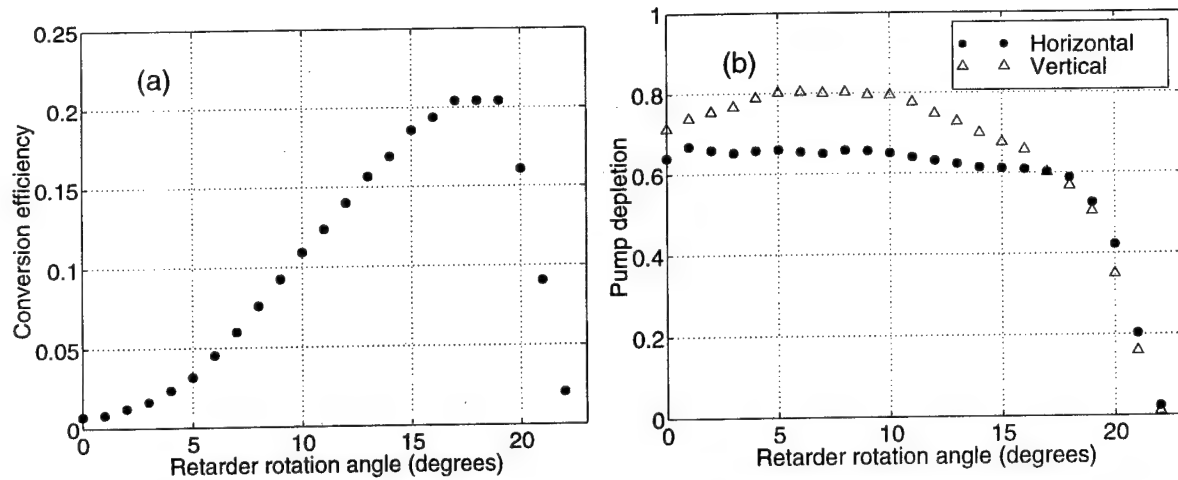 (a)
Conversion efficiency
0.25
0.2
0.15
0.1
0.05
0
0 5 10 15 20
Retarder rotation angle (degrees)
(b)
Horizontal
Vertical
Pump depletion
1
0.8
0.6
0.4
0.2
0
0 5 10 15 20
Retarder rotation angle (degrees)